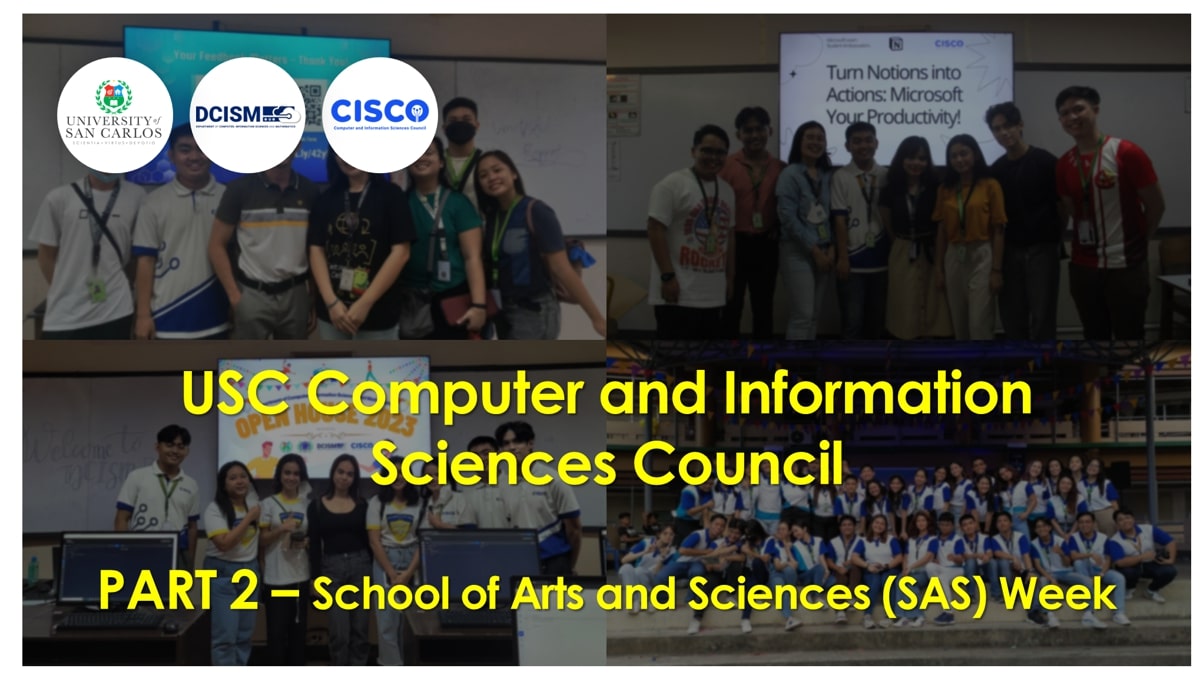 Your Feedback Matters – Thank You!
UNIVERSITY of
SAN CARLOS
SCIENTIA • VIRTUS • DEVOTIO
DCISM
DEPARTMENT OF COMPUTER, INFORMATION SCIENCES AND MATHEMATICS
CISCO
Computer and Information Sciences Council
Microsoft Learn
Student Ambassadors
CISCO
Turn Notions into
Actions: Microsoft
Your Productivity!
USC Computer and Information
Sciences Council
OPEN HOUSE 2023
DCISM
CISCO
Welcome to
DCISM
PART 2 – School of Arts and Sciences (SAS) Week